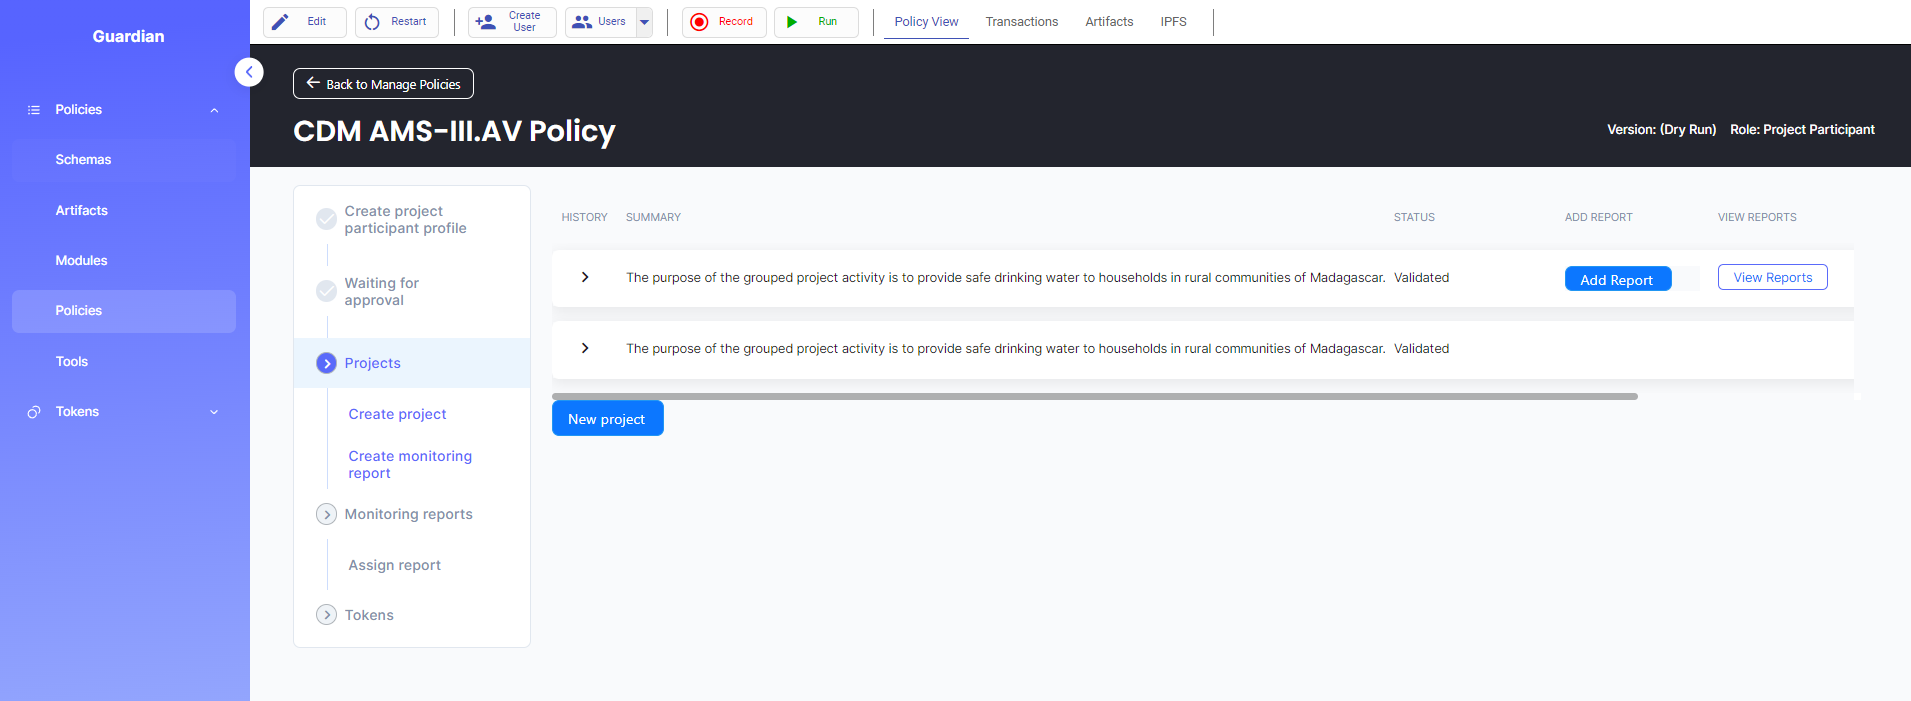 Guardian
Policies
Schemas
Artifacts
Modules
Policies
Tools
Tokens
Edit
Restart
Create
User
Users
Record
Run
Policy View
Transactions
Artifacts
IPFS
Back to Manage Policies
CDM AMS-III.AV Policy
Version: (Dry Run) Role: Project Participant
Create project
participant profile
Waiting for
approval
Projects
Create project
Create monitoring
report
Monitoring reports
Assign report
Tokens
HISTORY SUMMARY STATUS ADD REPORT VIEW REPORTS
The purpose of the grouped project activity is to provide safe drinking water to households in rural communities of Madagascar. Validated Add Report View Reports
The purpose of the grouped project activity is to provide safe drinking water to households in rural communities of Madagascar. Validated
New project